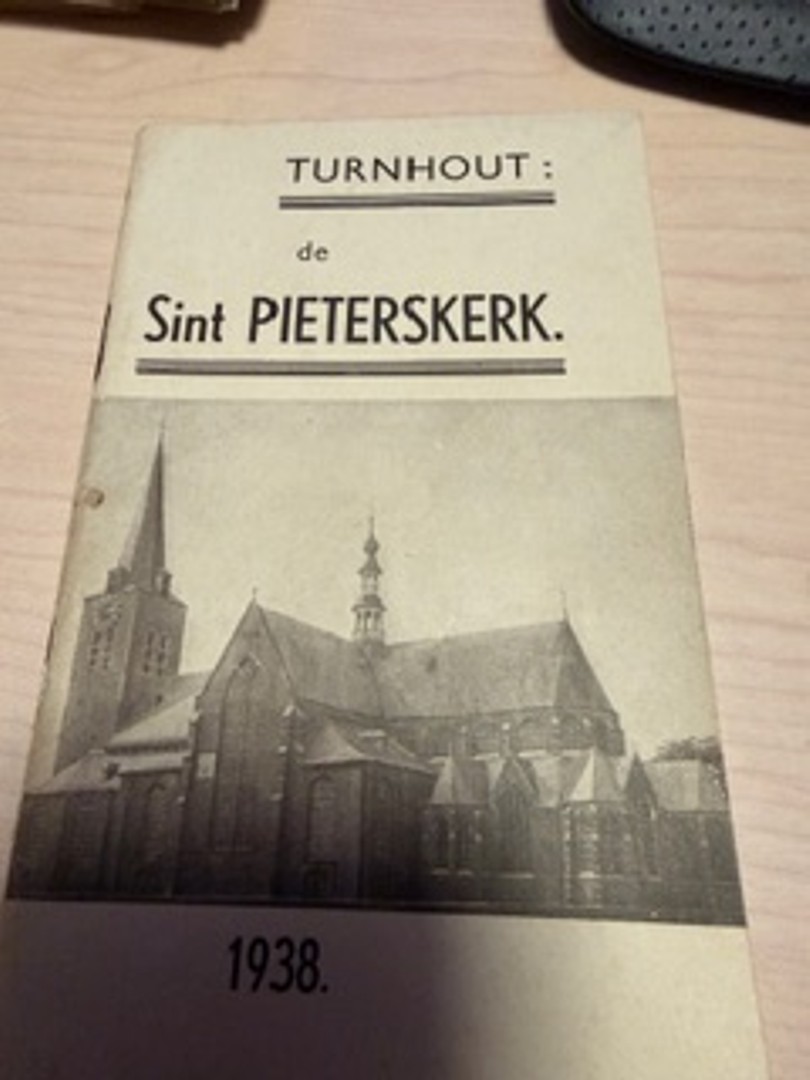 TURNHOUT :
de
Sint PIETERSKERK.
1938.